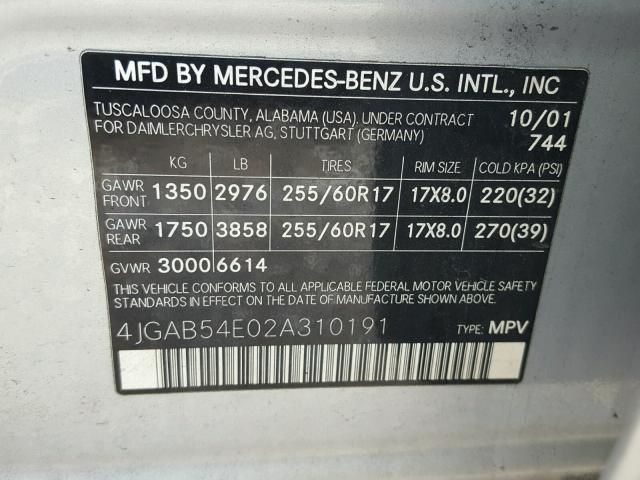 MFD BY MERCEDES-BENZ U.S. INTL., INC
TUSCALOOSA COUNTY, ALABAMA (USA). UNDER CONTRACT 10/01
FOR DAIMLERCHRYSLER AG, STUTTGART (GERMANY) 744
KG LB TIRES RIM SIZE COLD KPA (PSI)
GAWR FRONT 1350 2976 255/60R17 17X8.0 220(32)
GAWR REAR 1750 3858 255/60R17 17X8.0 270(39)
GVWR 3000 6614
THIS VEHICLE CONFORMS TO ALL APPLICABLE FEDERAL MOTOR VEHICLE SAFETY
STANDARDS IN EFFECT ON THE DATE OF MANUFACTURE SHOWN ABOVE.
4JGAB54E02A310191 TYPE: MPV